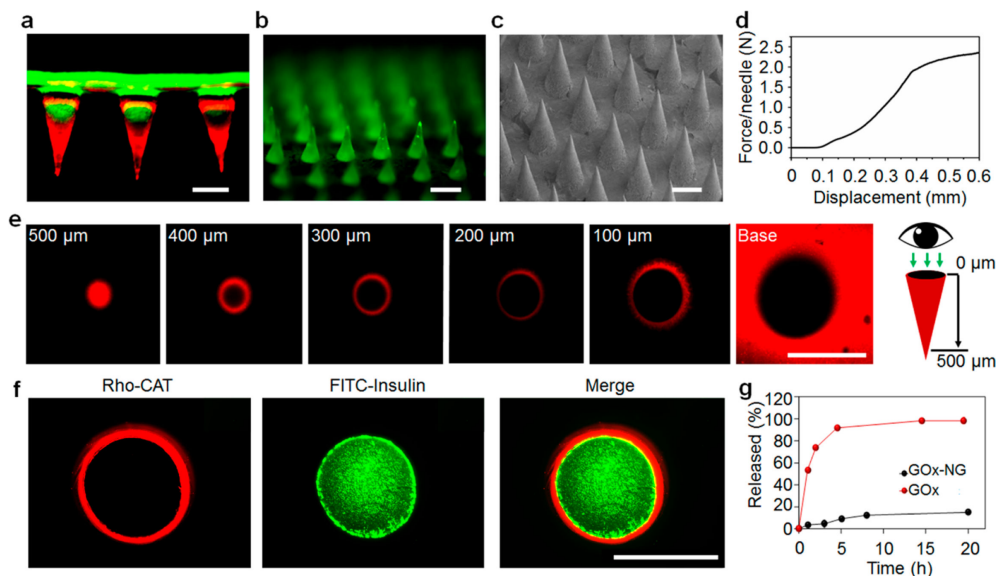 a
b
c
d
Force/needle (N)
2.5
2.0
1.5
1.0
0.5
0.0
0 0.1 0.2 0.3 0.4 0.5 0.6
Displacement (mm)
e
500 µm
400 µm
300 µm
200 µm
100 µm
Base
0 µm
500 µm
f
Rho-CAT
FITC-Insulin
Merge
g
Released (%)
120
100
80
60
40
20
0
GOx-NG
GOx
0 5 10 15 20
Time (h)